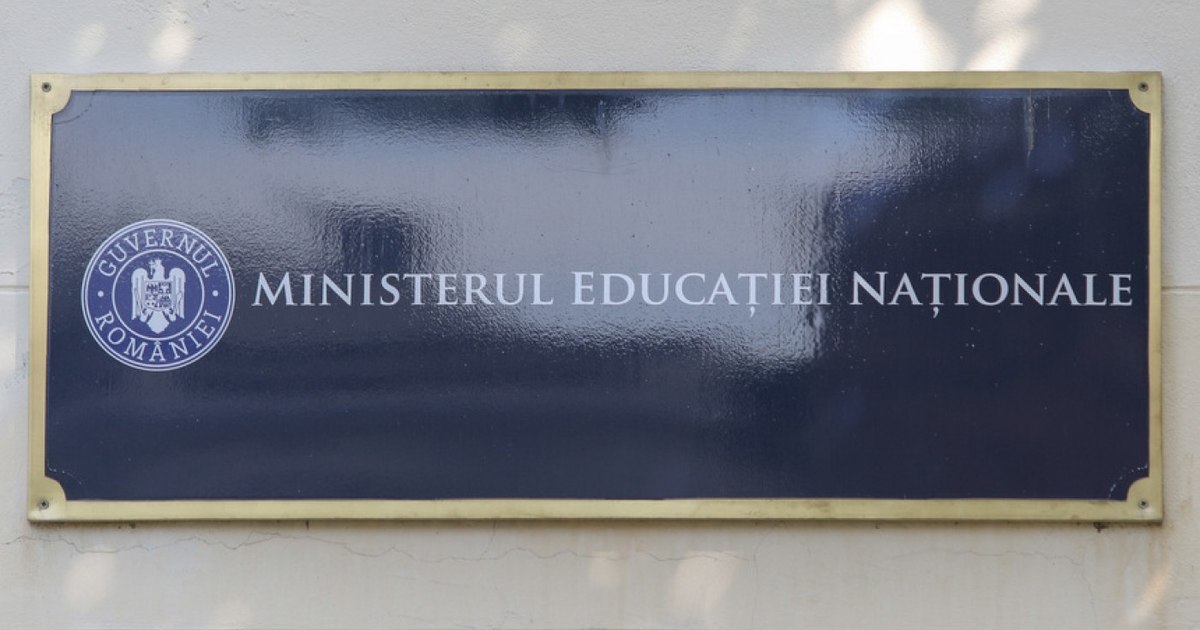 GUVERNUL
ROMÂNIEI
MINISTERUL EDUCAȚIEI NAȚIONALE